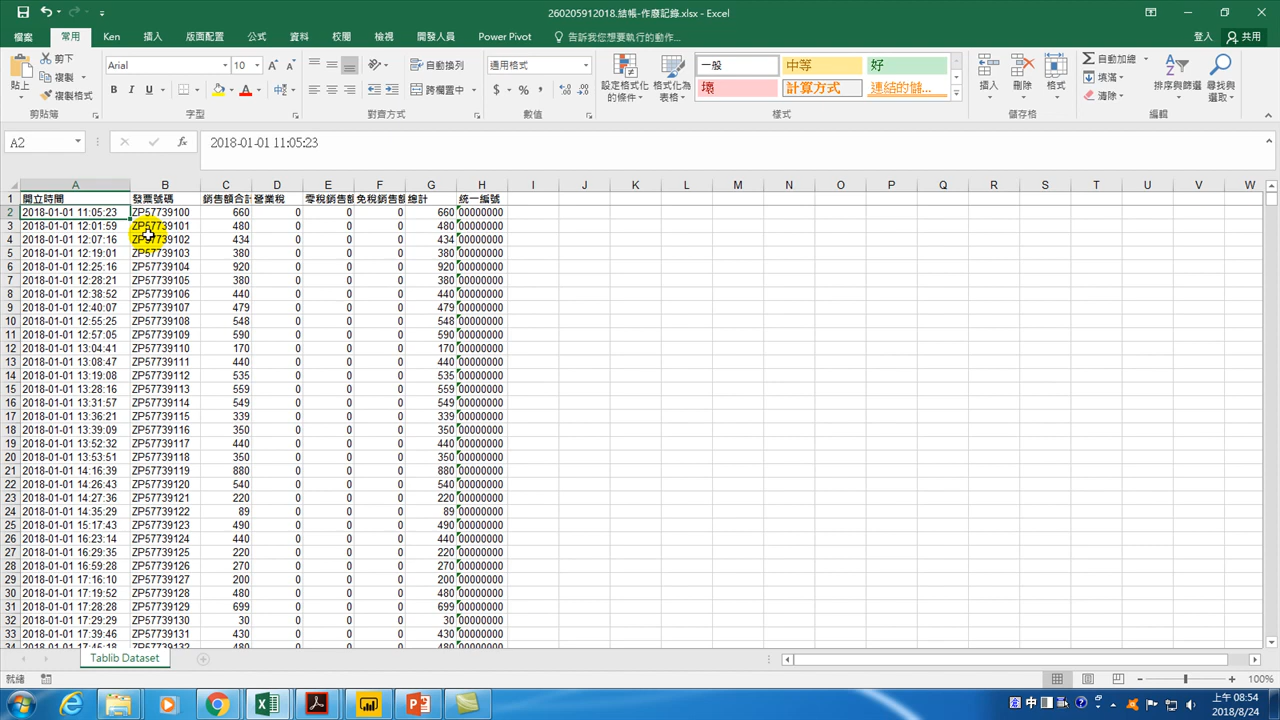 260205912018.結帳-作廢記錄.xlsx - Excel
檔案 常用 Ken 插入 版面配置 公式 資料 校閱 檢視 開發人員 Power Pivot 告訴我您想要執行的動作... 登入 共用
貼上 剪下 複製 複製格式 剪貼簿
Arial 10 B I U 字型
自動換列 跨欄置中 對齊方式
通用格式 $ % , 數值
設定格式化的條件 格式化為表格
一般 中等 好
壞 計算方式 連結的儲...
樣式
插入 刪除 格式 儲存格
自動加總 填滿 清除 排序與篩選 尋找與選取 編輯
A2 fx 2018-01-01 11:05:23
A B C D E F G H I J K L M N O P Q R S T U V W
1 開立時間 發票號碼 銷售額合計 營業稅 零稅銷售額 免稅銷售額 總計 統一編號
2 2018-01-01 11:05:23 ZP57739100 660 0 0 0 660 00000000
3 2018-01-01 12:01:59 ZP57739101 480 0 0 0 480 00000000
4 2018-01-01 12:07:16 ZP57739102 434 0 0 0 434 00000000
5 2018-01-01 12:19:01 ZP57739103 380 0 0 0 380 00000000
6 2018-01-01 12:25:16 ZP57739104 920 0 0 0 920 00000000
7 2018-01-01 12:28:21 ZP57739105 380 0 0 0 380 00000000
8 2018-01-01 12:38:52 ZP57739106 440 0 0 0 440 00000000
9 2018-01-01 12:40:07 ZP57739107 479 0 0 0 479 00000000
10 2018-01-01 12:55:25 ZP57739108 548 0 0 0 548 00000000
11 2018-01-01 12:57:05 ZP57739109 590 0 0 0 590 00000000
12 2018-01-01 13:04:41 ZP57739110 170 0 0 0 170 00000000
13 2018-01-01 13:08:47 ZP57739111 440 0 0 0 440 00000000
14 2018-01-01 13:19:08 ZP57739112 535 0 0 0 535 00000000
15 2018-01-01 13:28:16 ZP57739113 559 0 0 0 559 00000000
16 2018-01-01 13:31:57 ZP57739114 549 0 0 0 549 00000000
17 2018-01-01 13:36:21 ZP57739115 339 0 0 0 339 00000000
18 2018-01-01 13:39:09 ZP57739116 350 0 0 0 350 00000000
19 2018-01-01 13:52:32 ZP57739117 440 0 0 0 440 00000000
20 2018-01-01 13:53:51 ZP57739118 350 0 0 0 350 00000000
21 2018-01-01 14:16:39 ZP57739119 880 0 0 0 880 00000000
22 2018-01-01 14:26:43 ZP57739120 540 0 0 0 540 00000000
23 2018-01-01 14:27:36 ZP57739121 220 0 0 0 220 00000000
24 2018-01-01 14:35:29 ZP57739122 89 0 0 0 89 00000000
25 2018-01-01 15:17:43 ZP57739123 490 0 0 0 490 00000000
26 2018-01-01 16:23:14 ZP57739124 440 0 0 0 440 00000000
27 2018-01-01 16:29:35 ZP57739125 220 0 0 0 220 00000000
28 2018-01-01 16:59:28 ZP57739126 270 0 0 0 270 00000000
29 2018-01-01 17:16:10 ZP57739127 200 0 0 0 200 00000000
30 2018-01-01 17:19:52 ZP57739128 480 0 0 0 480 00000000
31 2018-01-01 17:28:28 ZP57739129 699 0 0 0 699 00000000
32 2018-01-01 17:29:29 ZP57739130 30 0 0 0 30 00000000
33 2018-01-01 17:39:46 ZP57739131 430 0 0 0 430 00000000
34 2018-01-01 17:45:18 ZP57739132 480 0 0 0 480 00000000
Tablib Dataset
就緒 100%
中 上午 08:54
2018/8/24